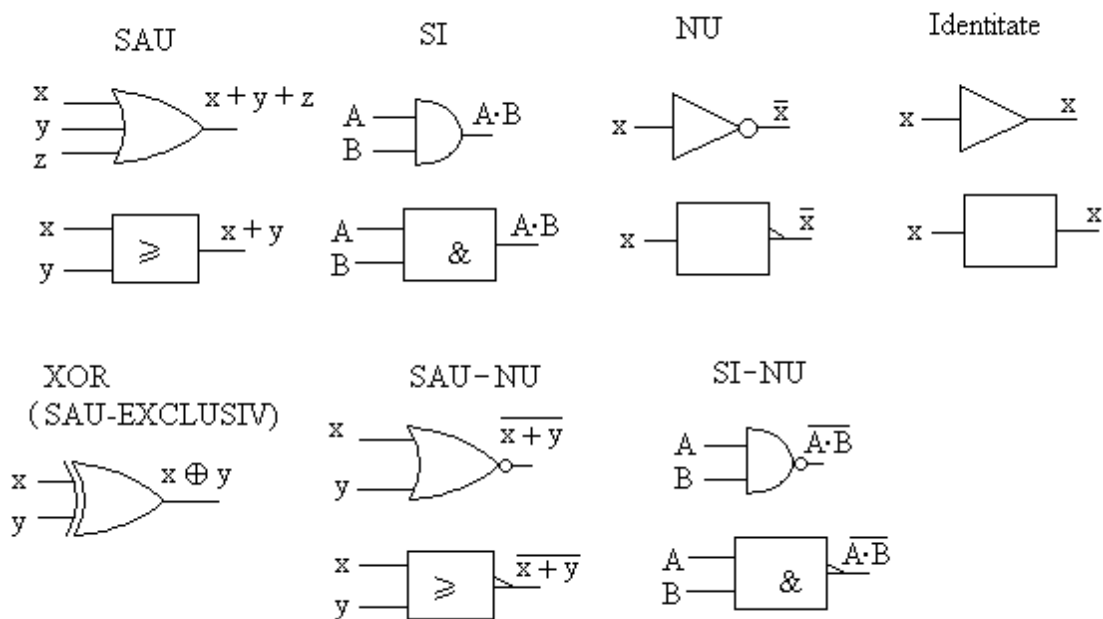 SAU
SI
NU
Identitate
x
y
z
x + y + z
A
B
A·B
x
x̅
x
x
x
y
≥
x + y
A
B
&
A·B
x
x̅
x
x
XOR
(SAU-EXCLUSIV)
SAU-NU
SI-NU
x
y
x ⊕ y
x
y
x̅ ̅+̅ ̅y̅
A
B
A̅·̅B̅
x
y
≥
x̅ ̅+̅ ̅y̅
A
B
&
A̅·̅B̅